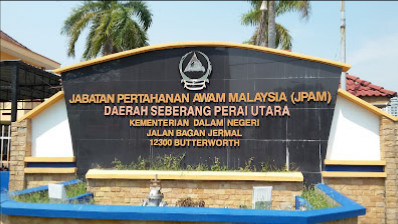 JABATAN PERTAHANAN AWAM MALAYSIA (JPAM)
DAERAH SEBERANG PERAI UTARA
KEMENTERIAN DALAM NEGERI
JALAN BAGAN JERMAL
12300 BUTTERWORTH